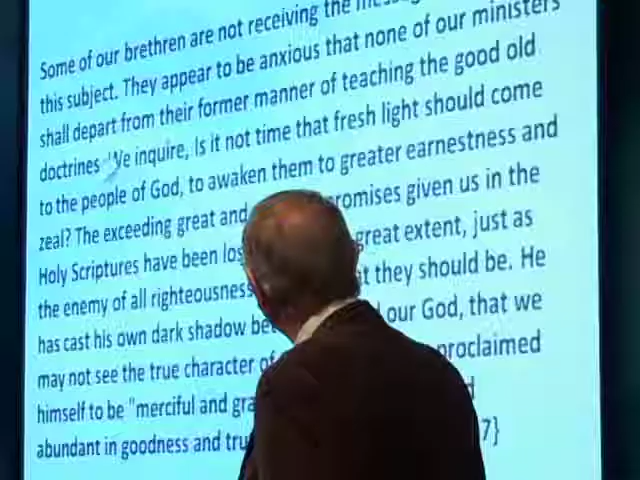 Some of our brethren are not receiving the
this subject. They appear to be anxious that none of our ministers
shall depart from their former manner of teaching the good old
doctrines We inquire, Is it not time that fresh light should come
to the people of God, to awaken them to greater earnestness and
zeal? The exceeding great and romises given us in the
Holy Scriptures have been los great extent, just as
the enemy of all righteousness t they should be. He
has cast his own dark shadow be our God, that we
may not see the true character of proclaimed
himself to be "merciful and gra
abundant in goodness and tru 7}